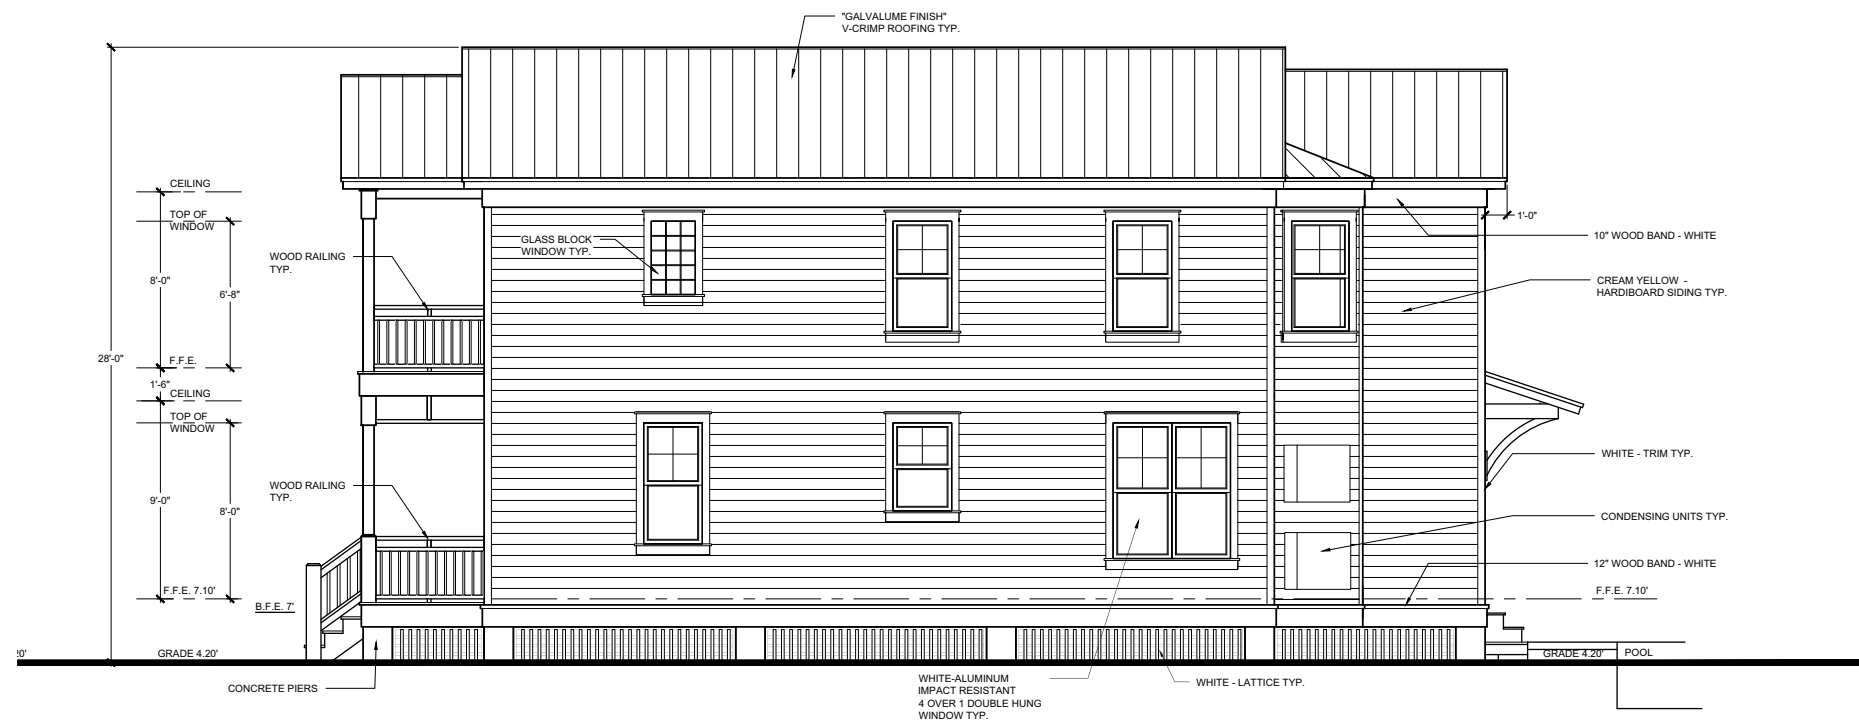 "GALVALUME FINISH"
V-CRIMP ROOFING TYP.
CEILING
TOP OF
WINDOW
1'-0"
10" WOOD BAND - WHITE
GLASS BLOCK
WINDOW TYP.
WOOD RAILING
TYP.
8'-0"
6'-8"
CREAM YELLOW -
HARDIBOARD SIDING TYP.
28'-0"
F.F.E.
1'-6"
CEILING
TOP OF
WINDOW
WHITE - TRIM TYP.
WOOD RAILING
TYP.
9'-0"
8'-0"
CONDENSING UNITS TYP.
12" WOOD BAND - WHITE
F.F.E. 7.10'
F.F.E. 7.10'
B.F.E. 7'
20'
GRADE 4.20'
GRADE 4.20'
POOL
CONCRETE PIERS
WHITE-ALUMINUM
IMPACT RESISTANT
4 OVER 1 DOUBLE HUNG
WINDOW TYP.
WHITE - LATTICE TYP.